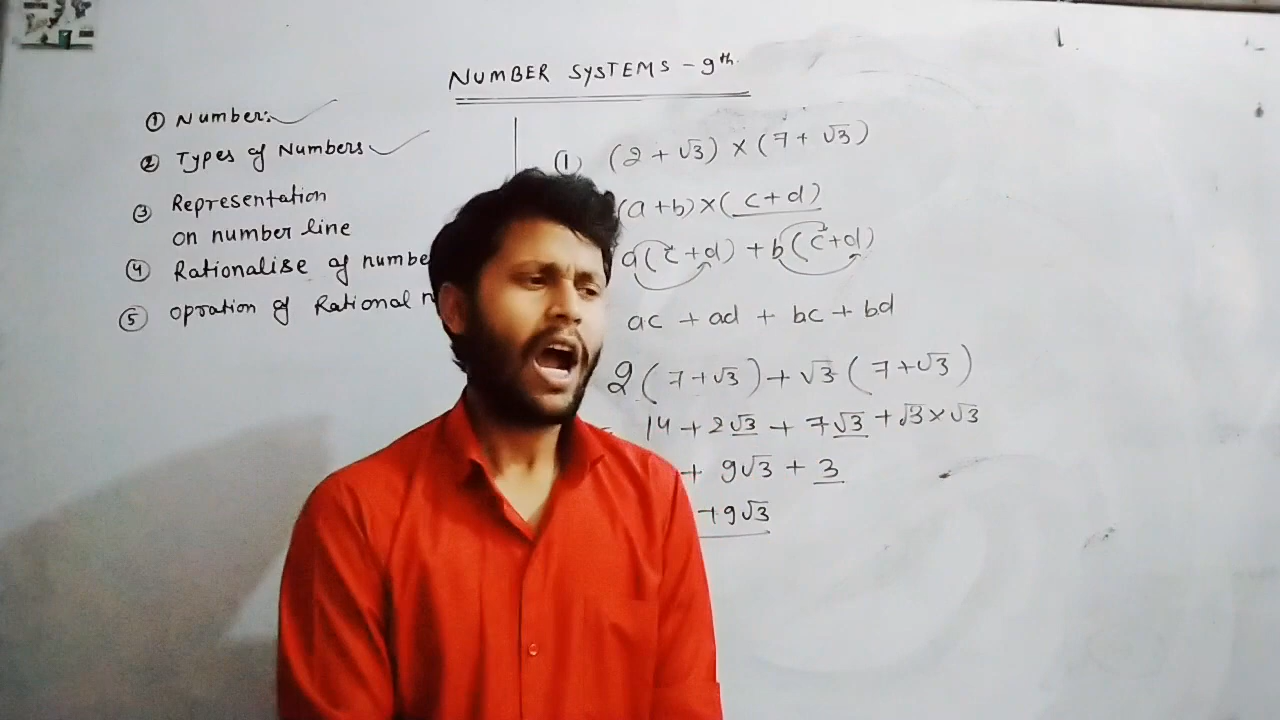 NUMBER SYSTEMS - 9th.
① Number:
② Types of Numbers
③ Representation
on number line
④ Rationalise of numbe
⑤ opration of Rational n
① (2 + √3) × (7 + √3)
(a + b) × (c + d)
a(c + d) + b(c + d)
ac + ad + bc + bd
2(7 + √3) + √3(7 + √3)
= 14 + 2√3 + 7√3 + √3 × √3
+ 9√3 + 3
+ 9√3